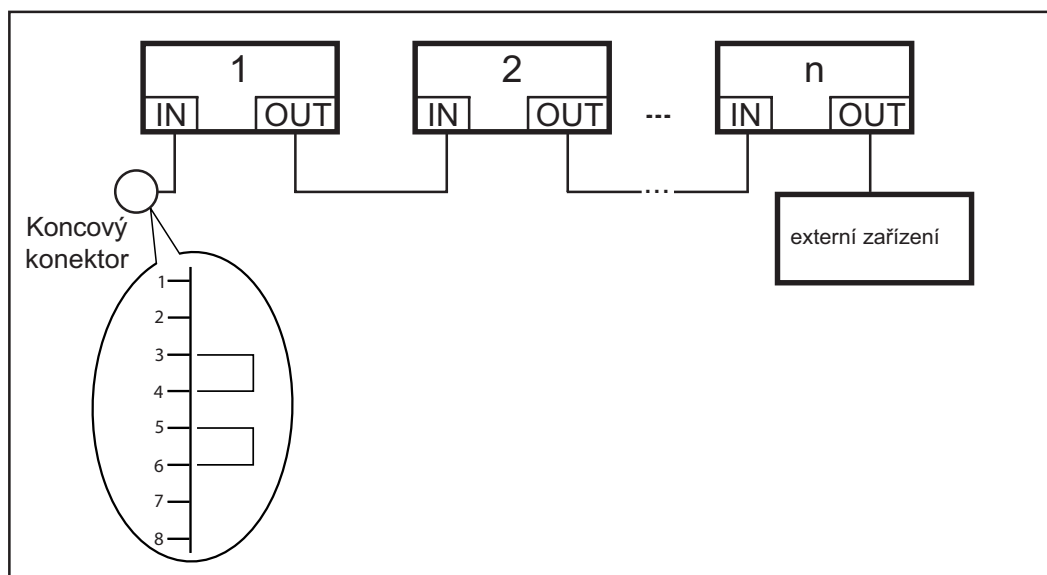 1 2 n
IN OUT IN OUT --- IN OUT
...
Koncový
konektor
externí zařízení
1
2
3
4
5
6
7
8